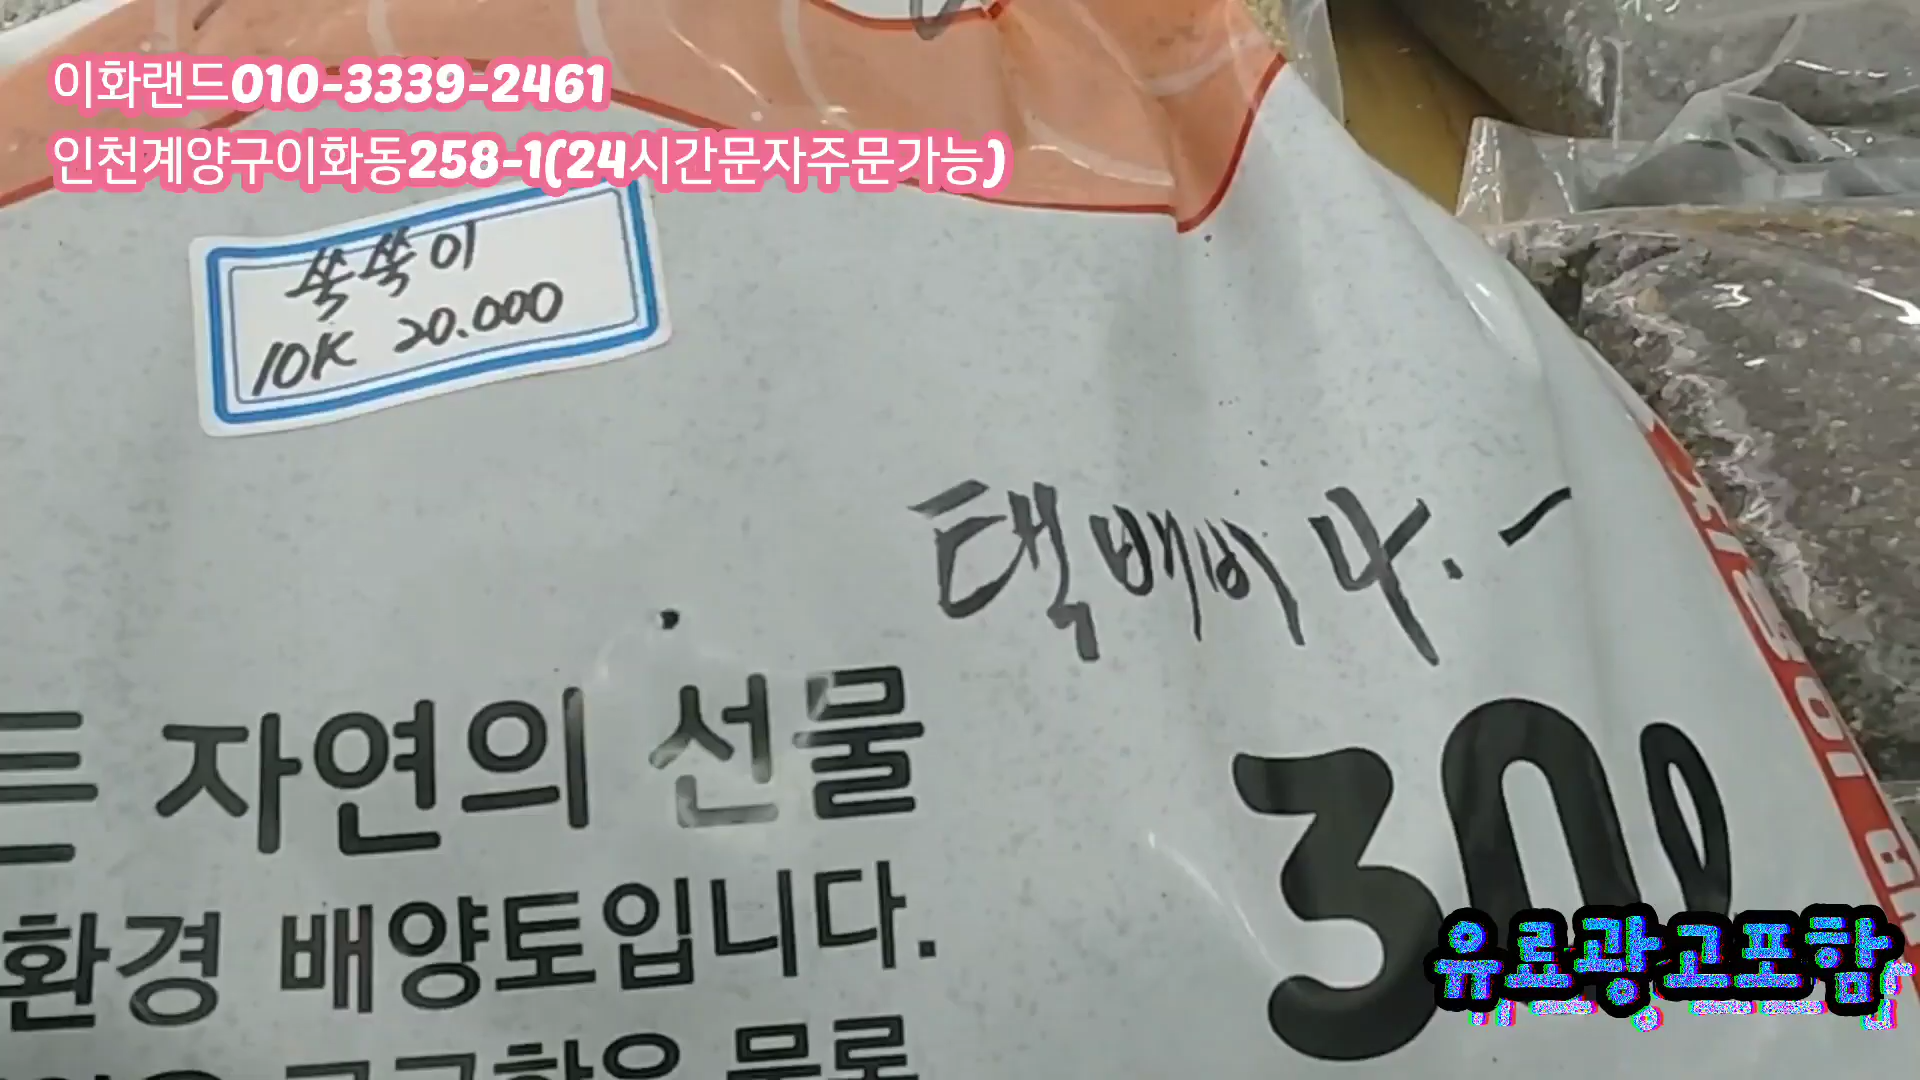 이화랜드010-3339-2461
인천계양구이화동258-1(24시간문자주문가능)
쑥쑥이
10K 20.000
택배비 4.-
자연의 선물
30ℓ
환경 배양토입니다.
유료광고포함